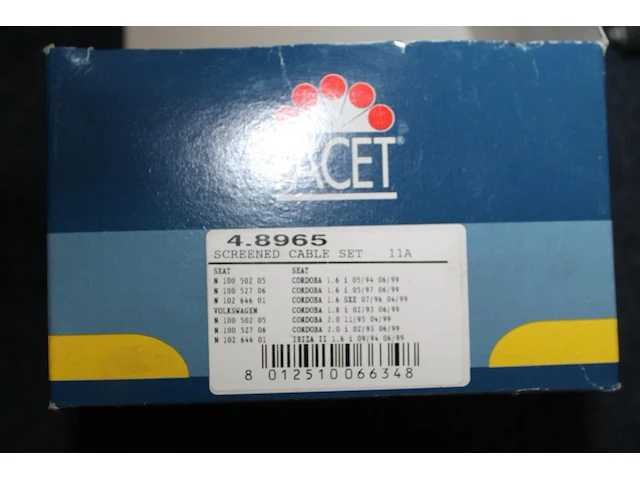 FACET®
4.8965
SCREENED CABLE SET 11A
SEAT SEAT
N 100 502 05 CORDOBA 1.6 i 05/94 06/99
N 100 527 06 CORDOBA 1.6 i 05/97 06/99
N 102 646 01 CORDOBA 1.6 SXE 07/96 04/99
VOLKSWAGEN CORDOBA 1.8 i 02/93 06/99
N 100 502 05 CORDOBA 2.0 11/95 04/99
N 100 527 06 CORDOBA 2.0 i 02/93 06/99
N 102 646 01 'IBIZA II 1.6 i 09/94 06/99
8 012510 066348